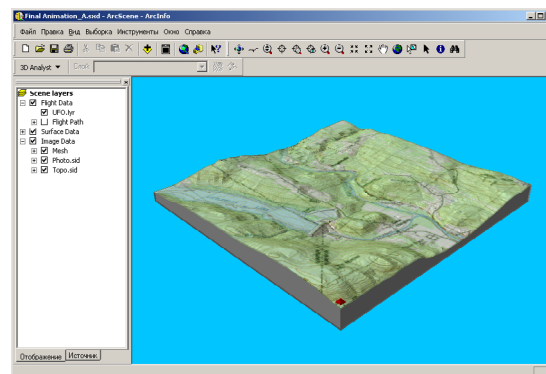 Final Animation_A.sxd - ArcScene - ArcInfo
Файл Правка Вид Выборка Инструменты Окно Справка
3D Analyst Слой:
Scene layers
Flight Data
UFO.lyr
Flight Path
Surface Data
Image Data
Mesh
Photo.sid
Topo.sid
Отображение Источник